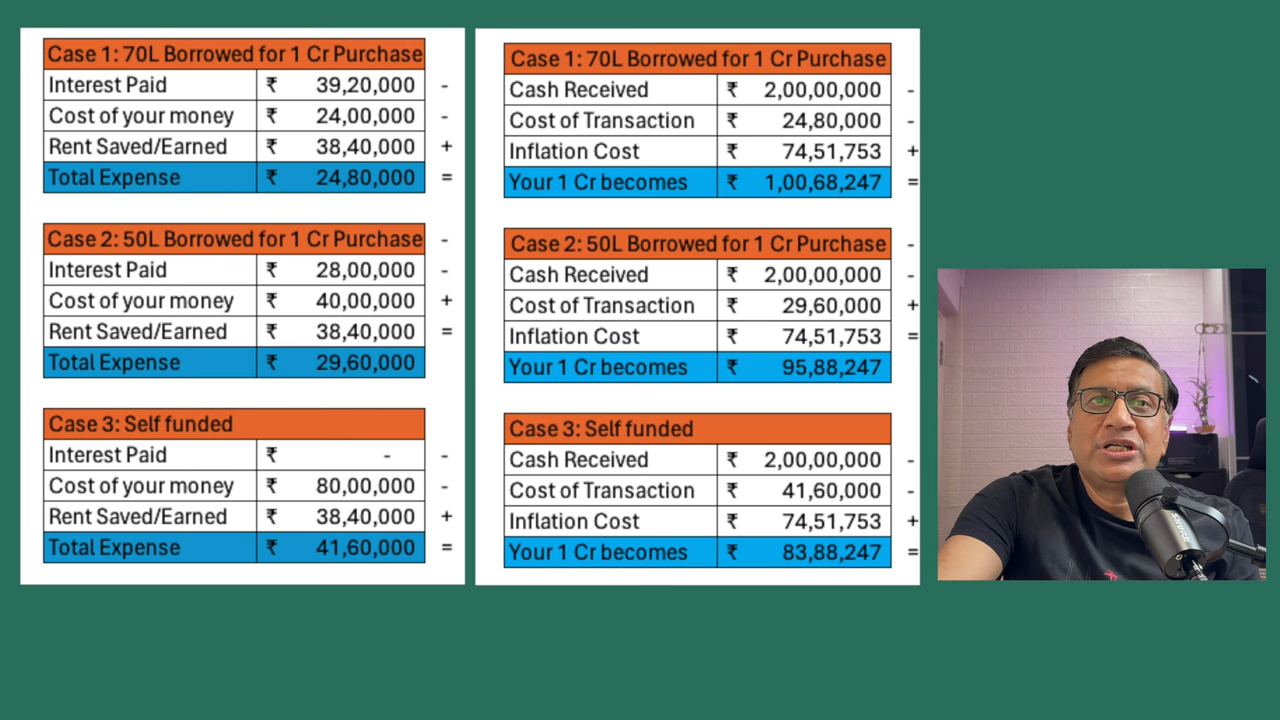 Case 1: 70L Borrowed for 1 Cr Purchase
Interest Paid ₹ 39,20,000 -
Cost of your money ₹ 24,00,000 -
Rent Saved/Earned ₹ 38,40,000 +
Total Expense ₹ 24,80,000 =
Case 2: 50L Borrowed for 1 Cr Purchase -
Interest Paid ₹ 28,00,000 -
Cost of your money ₹ 40,00,000 +
Rent Saved/Earned ₹ 38,40,000 =
Total Expense ₹ 29,60,000
Case 3: Self funded
Interest Paid ₹ - -
Cost of your money ₹ 80,00,000 -
Rent Saved/Earned ₹ 38,40,000 +
Total Expense ₹ 41,60,000 =
Case 1: 70L Borrowed for 1 Cr Purchase
Cash Received ₹ 2,00,00,000 -
Cost of Transaction ₹ 24,80,000 -
Inflation Cost ₹ 74,51,753 +
Your 1 Cr becomes ₹ 1,00,68,247 =
Case 2: 50L Borrowed for 1 Cr Purchase -
Cash Received ₹ 2,00,00,000 -
Cost of Transaction ₹ 29,60,000 +
Inflation Cost ₹ 74,51,753 =
Your 1 Cr becomes ₹ 95,88,247
Case 3: Self funded
Cash Received ₹ 2,00,00,000 -
Cost of Transaction ₹ 41,60,000 -
Inflation Cost ₹ 74,51,753 +
Your 1 Cr becomes ₹ 83,88,247 =